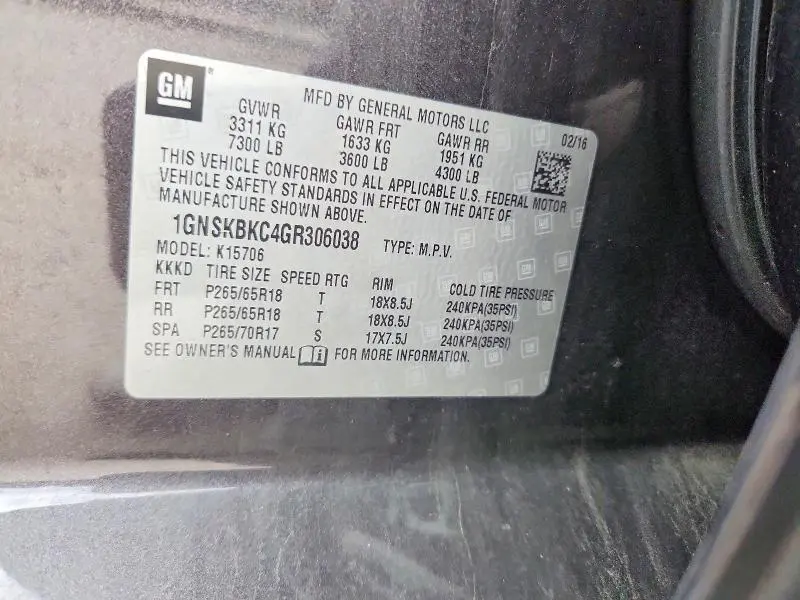 GM
MFD BY GENERAL MOTORS LLC
GVWR GAWR FRT GAWR RR 02/16
3311 KG 1633 KG 1951 KG
7300 LB 3600 LB 4300 LB
THIS VEHICLE CONFORMS TO ALL APPLICABLE U.S. FEDERAL MOTOR
VEHICLE SAFETY STANDARDS IN EFFECT ON THE DATE OF
MANUFACTURE SHOWN ABOVE.
1GNSKBKC4GR306038 TYPE: M.P.V.
MODEL: K15706
KKKD TIRE SIZE SPEED RTG RIM COLD TIRE PRESSURE
FRT P265/65R18 T 18X8.5J 240KPA(35PSI)
RR P265/65R18 T 18X8.5J 240KPA(35PSI)
SPA P265/70R17 S 17X7.5J 240KPA(35PSI)
SEE OWNER'S MANUAL FOR MORE INFORMATION.